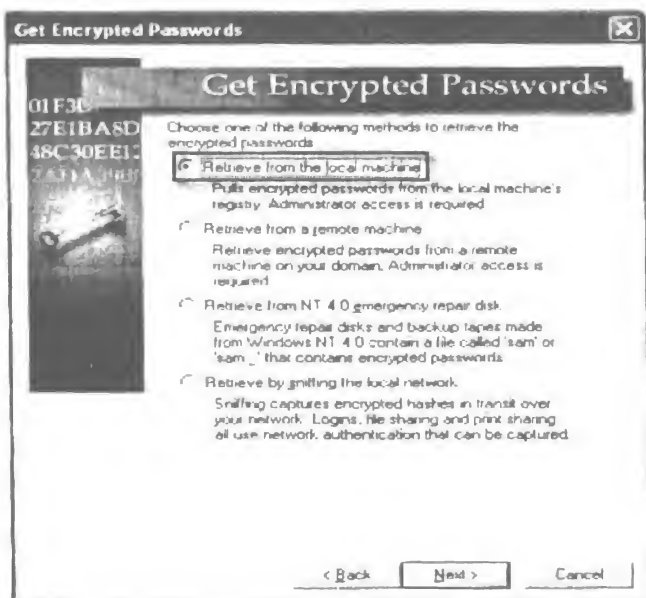 Get Encrypted Passwords
Get Encrypted Passwords
01F3D
27E1BA8D
48C30EE1
Choose one of the following methods to retrieve the
encrypted passwords
Retrieve from the local machine
Pulls encrypted passwords from the local machine's
registry. Administrator access is required
Retrieve from a remote machine
Retrieve encrypted passwords from a remote
machine on your domain. Administrator access is
required
Retrieve from NT 4.0 emergency repair disk
Emergency repair disks and backup tapes made
from Windows NT 4.0 contain a file called 'sam' or
'sam._' that contains encrypted passwords
Retrieve by sniffing the local network
Sniffing captures encrypted hashes in transit over
your network. Logins, file sharing and print sharing
all use network authentication that can be captured.
< Back
Next >
Cancel